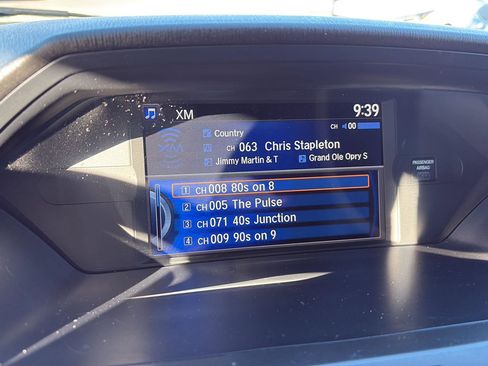 XM 9:39
Country CH 00
CH 063 Chris Stapleton
Jimmy Martin & T Grand Ole Opry S
1 CH 008 80s on 8
2 CH 005 The Pulse
3 CH 071 40s Junction
4 CH 009 90s on 9
PASSENGER
AIRBAG